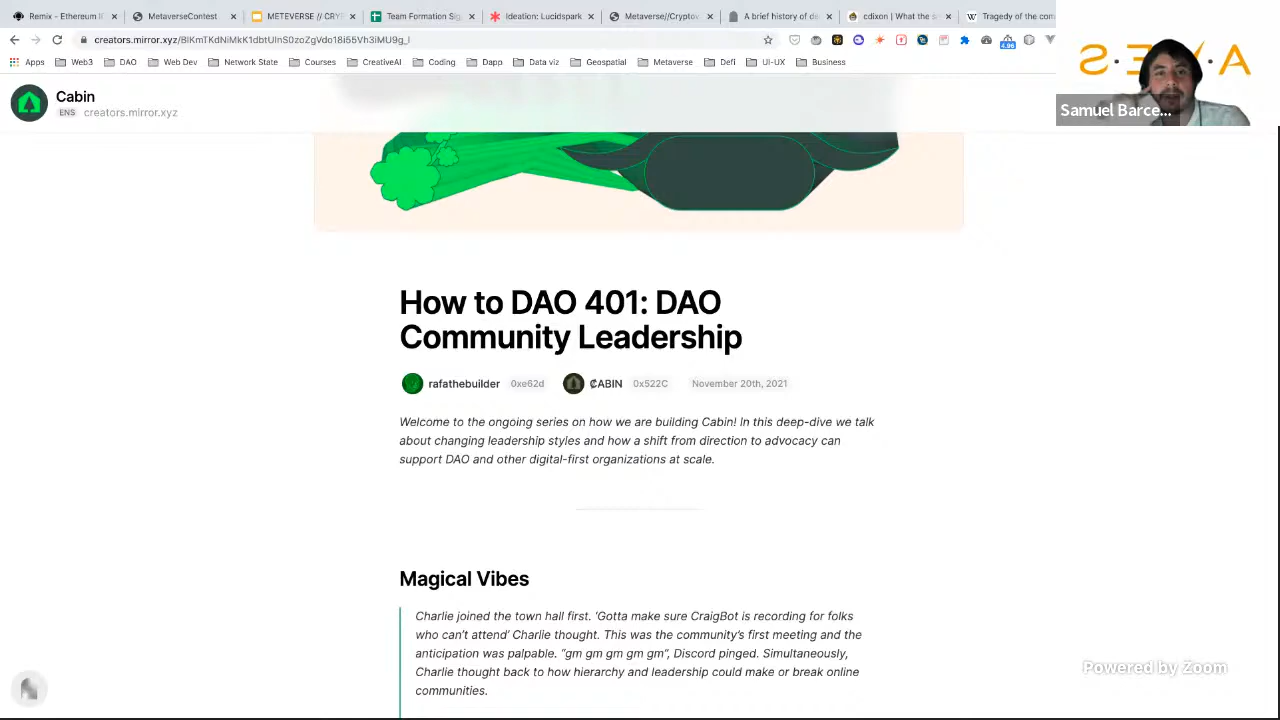 Remix - Ethereum I
MetaverseContest
METEVERSE // CRY
Team Formation Sig
Ideation: Lucidspark
Metaverse//Cryptov
A brief history of de
cdixon | What the s
Tragedy of the com
Apps Web3 DAO Web Dev Network State Courses CreativeAI Coding Dapp Data viz Geospatial Metaverse Defi UI-UX Business
4.96
Cabin
ENS creators.mirror.xyz
Samuel Barce...
How to DAO 401: DAO
Community Leadership
rafathebuilder 0xe62d ₡ABIN 0x522C November 20th, 2021
Welcome to the ongoing series on how we are building Cabin! In this deep-dive we talk
about changing leadership styles and how a shift from direction to advocacy can
support DAO and other digital-first organizations at scale.
Magical Vibes
Charlie joined the town hall first. ‘Gotta make sure CraigBot is recording for folks
who can’t attend’ Charlie thought. This was the community’s first meeting and the
anticipation was palpable. “gm gm gm gm gm”, Discord pinged. Simultaneously,
Charlie thought back to how hierarchy and leadership could make or break online
communities.
Powered by Zoom